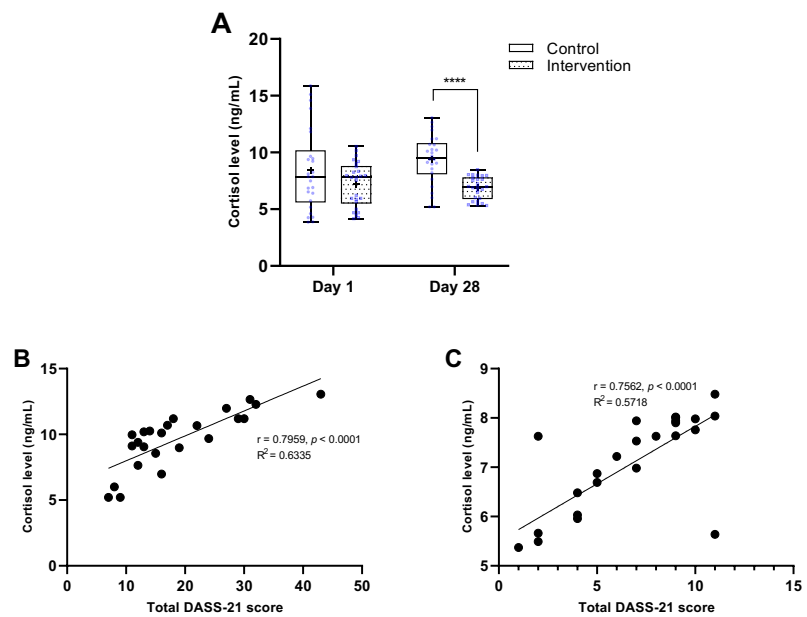 A
20
15
10
5
0
Cortisol level (ng/mL)
Control
Intervention
****
Day 1
Day 28
B
15
10
5
0
Cortisol level (ng/mL)
r = 0.7959, p < 0.0001
R² = 0.6335
0 10 20 30 40 50
Total DASS-21 score
C
9
8
7
6
5
Cortisol level (ng/mL)
r = 0.7562, p < 0.0001
R² = 0.5718
0 5 10 15
Total DASS-21 score